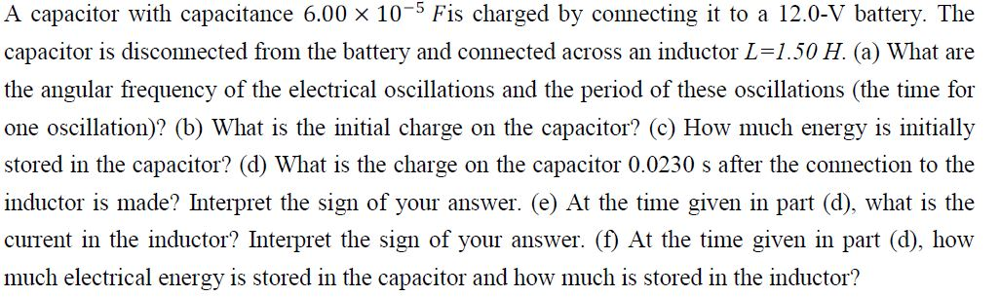 A capacitor with capacitance 6.00 × 10⁻⁵ Fis charged by connecting it to a 12.0-V battery. The
capacitor is disconnected from the battery and connected across an inductor L=1.50 H. (a) What are
the angular frequency of the electrical oscillations and the period of these oscillations (the time for
one oscillation)? (b) What is the initial charge on the capacitor? (c) How much energy is initially
stored in the capacitor? (d) What is the charge on the capacitor 0.0230 s after the connection to the
inductor is made? Interpret the sign of your answer. (e) At the time given in part (d), what is the
current in the inductor? Interpret the sign of your answer. (f) At the time given in part (d), how
much electrical energy is stored in the capacitor and how much is stored in the inductor?